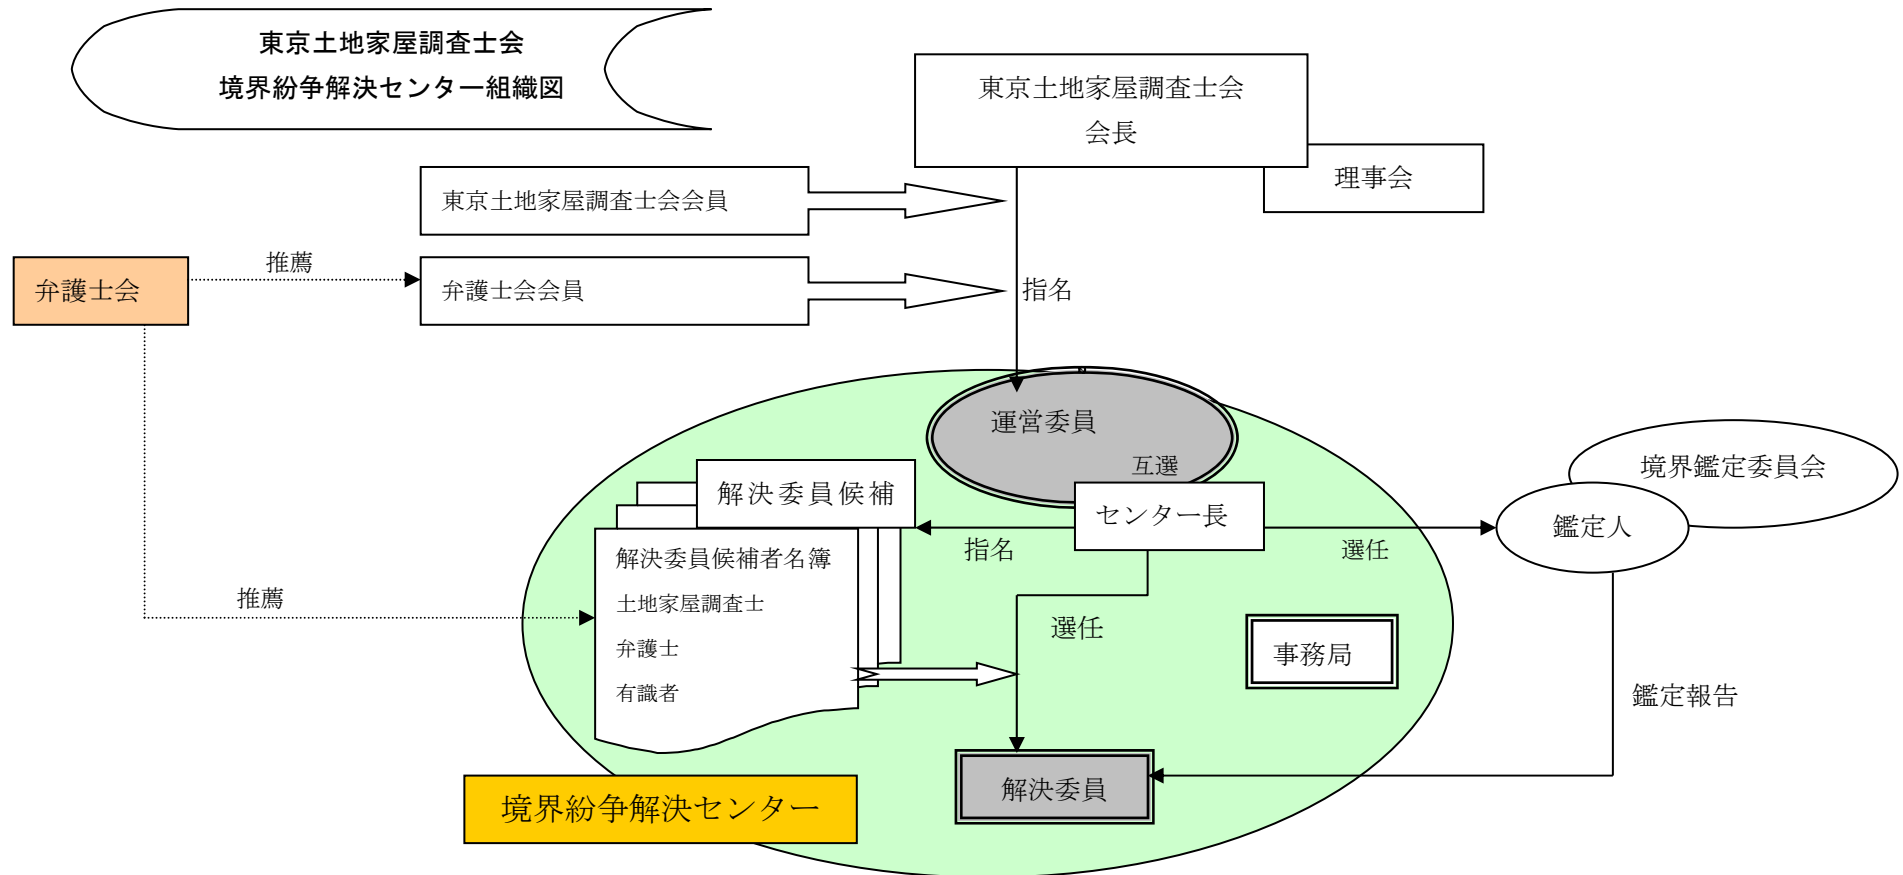 東京土地家屋調査士会
境界紛争解決センター組織図
東京土地家屋調査士会
会長
理事会
東京土地家屋調査士会会員
弁護士会
推薦
弁護士会会員
指名
運営委員
互選
センター長
解決委員候補
指名
選任
境界鑑定委員会
鑑定人
解決委員候補者名簿
土地家屋調査士
弁護士
有識者
推薦
選任
事務局
鑑定報告
解決委員
境界紛争解決センター